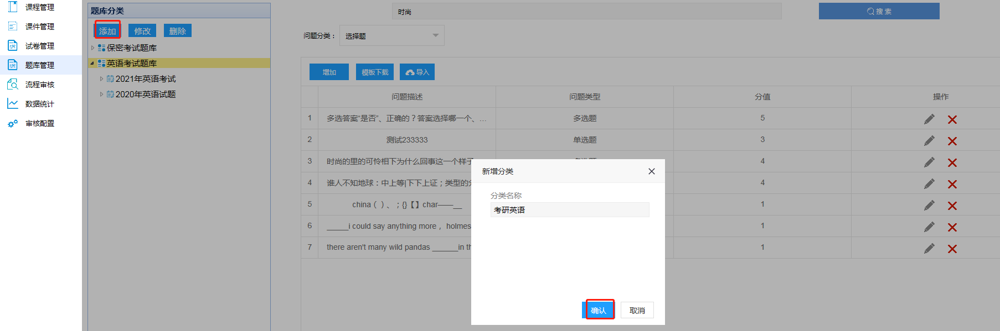 课程管理
课件管理
试卷管理
题库管理
流程审核
数据统计
审核配置
题库分类
添加 修改 删除
保密考试题库
英语考试题库
2021年英语考试
2020年英语试题
时尚
搜 索
问题分类： 选择题
增加 模板下载 导入
问题描述 问题类型 分值 操作
1 多选答案“是否”、正确的？答案选择哪一个、... 多选题 5
2 测试233333 单选题 3
3 时尚的里的可怜相下为什么回事这一个样子 4
4 谁人不知地球：中上等|下下上证；类型的 4
5 china（ ）、；{}【】char——__ 1
6 _____i could say anything more， holmes 1
7 there aren't many wild pandas ______in th 1
新增分类
分类名称
考研英语
确认 取消